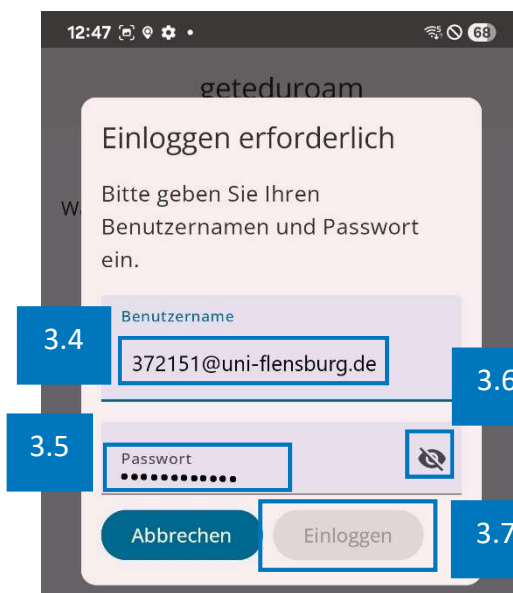 12:47
68
geteduroam
Einloggen erforderlich
Bitte geben Sie Ihren
Benutzernamen und Passwort
ein.
3.4
Benutzername
372151@uni-flensburg.de
3.6
3.5
Passwort
Abbrechen
Einloggen
3.7